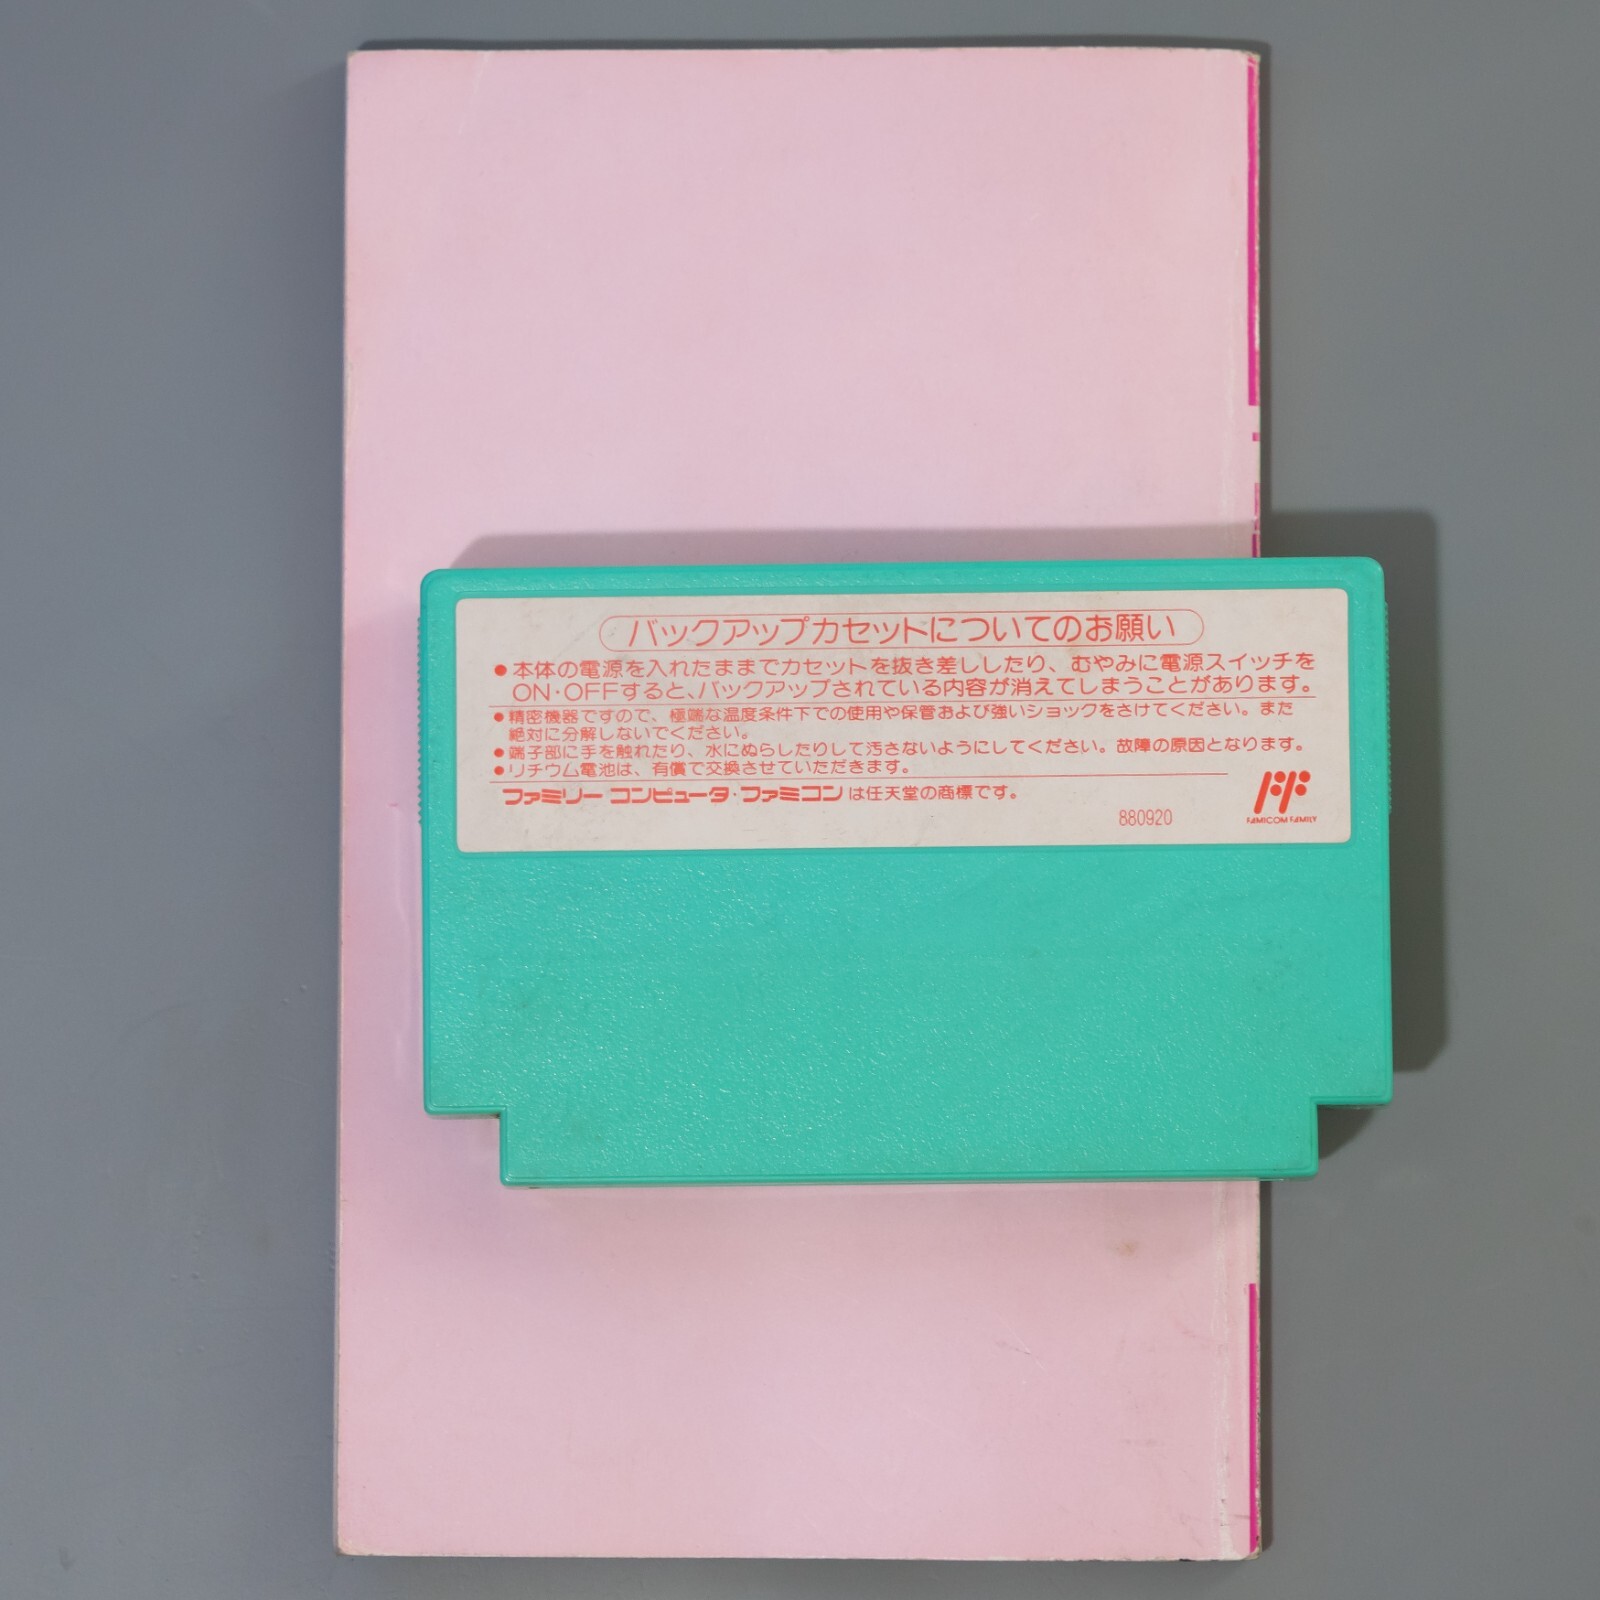 バックアップカセットについてのお願い
●本体の電源を入れたままでカセットを抜き差ししたり、むやみに電源スイッチを
ON・OFFすると、バックアップされている内容が消えてしまうことがあります。
●精密機器ですので、極端な温度条件下での使用や保管および強いショックをさけてください。また
絶対に分解しないでください。
●端子部に手を触れたり、水にぬらしたりして汚さないようにしてください。故障の原因となります。
●リチウム電池は、有償で交換させていただきます。
ファミリーコンピュータ・ファミコンは任天堂の商標です。
880920
FAMICOM FAMILY